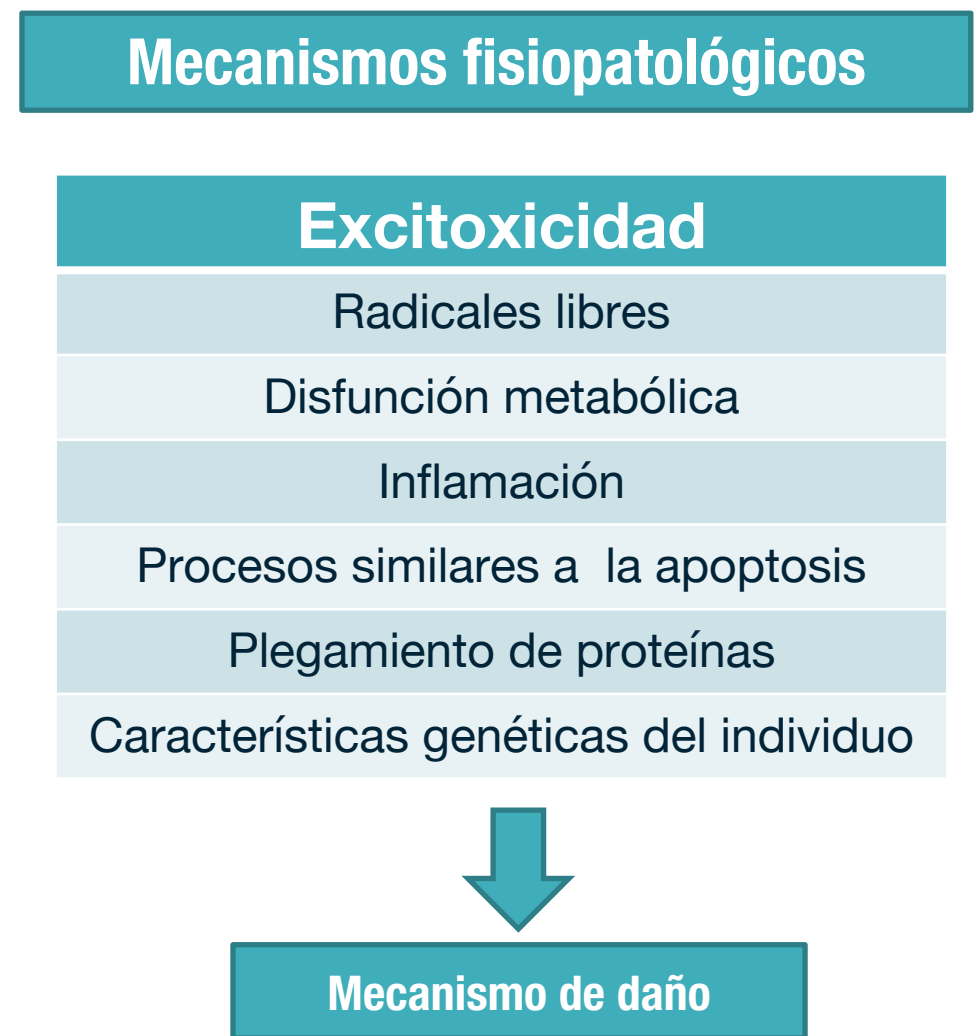 Mecanismos fisiopatológicos
Excitoxicidad
Radicales libres
Disfunción metabólica
Inflamación
Procesos similares a  la apoptosis
Plegamiento de proteínas
Características genéticas del individuo
Mecanismo de daño